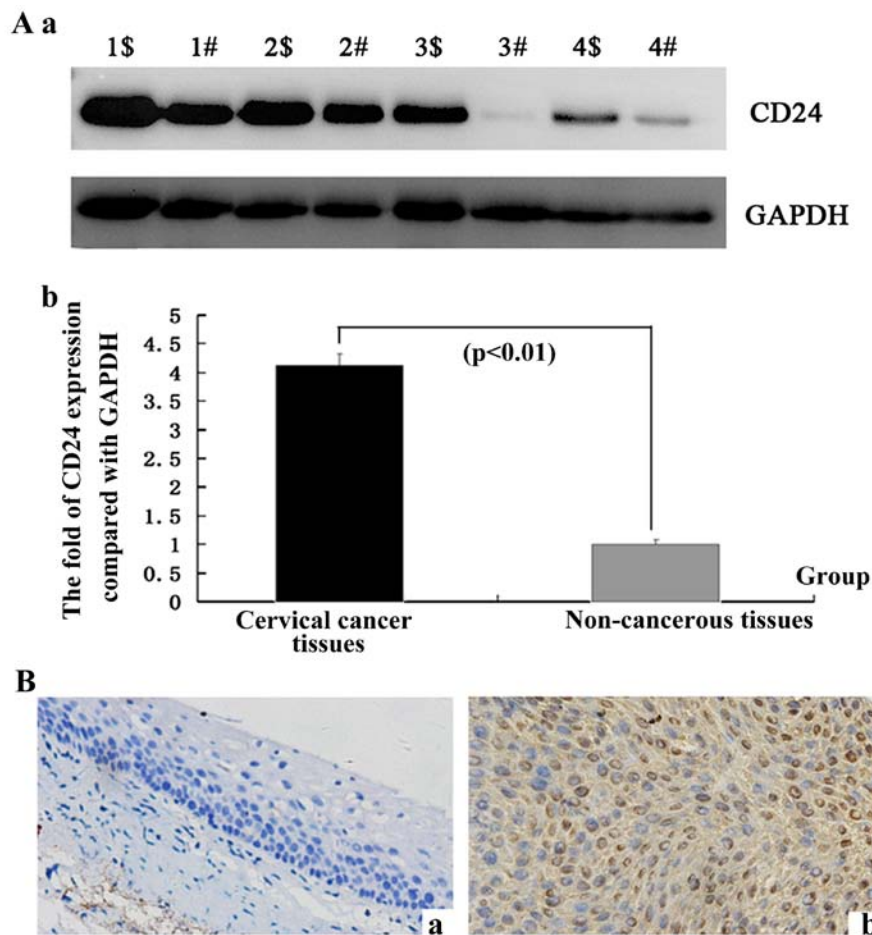 A a
1$ 1# 2$ 2# 3$ 3# 4$ 4#
CD24
GAPDH
b
The fold of CD24 expression
compared with GAPDH
5
4.5
4
3.5
3
2.5
2
1.5
1
0.5
0
(p<0.01)
Group
Cervical cancer
tissues
Non-cancerous tissues
B
a
b